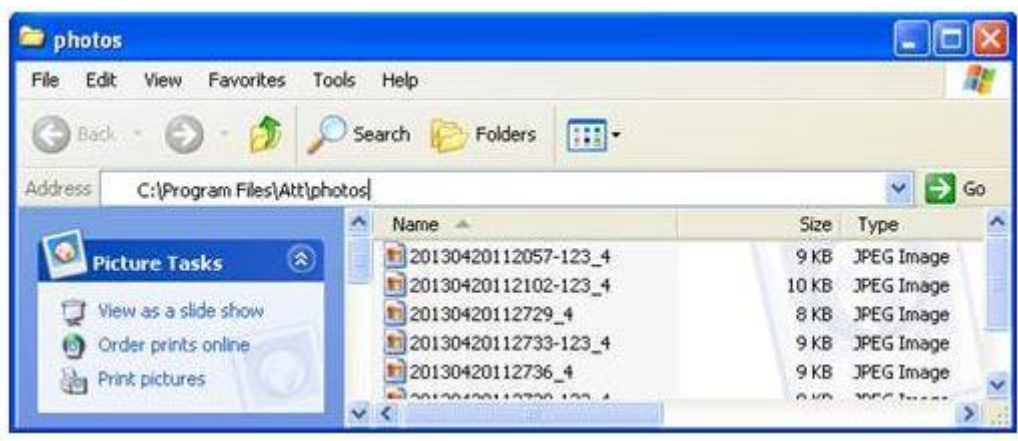 photos
File Edit View Favorites Tools Help
Back Search Folders
Address C:\Program Files\Att\photos Go
Name Size Type
Picture Tasks
View as a slide show
Order prints online
Print pictures
20130420112057-123_4 9 KB JPEG Image
20130420112102-123_4 10 KB JPEG Image
20130420112729_4 8 KB JPEG Image
20130420112733-123_4 9 KB JPEG Image
20130420112736_4 9 KB JPEG Image